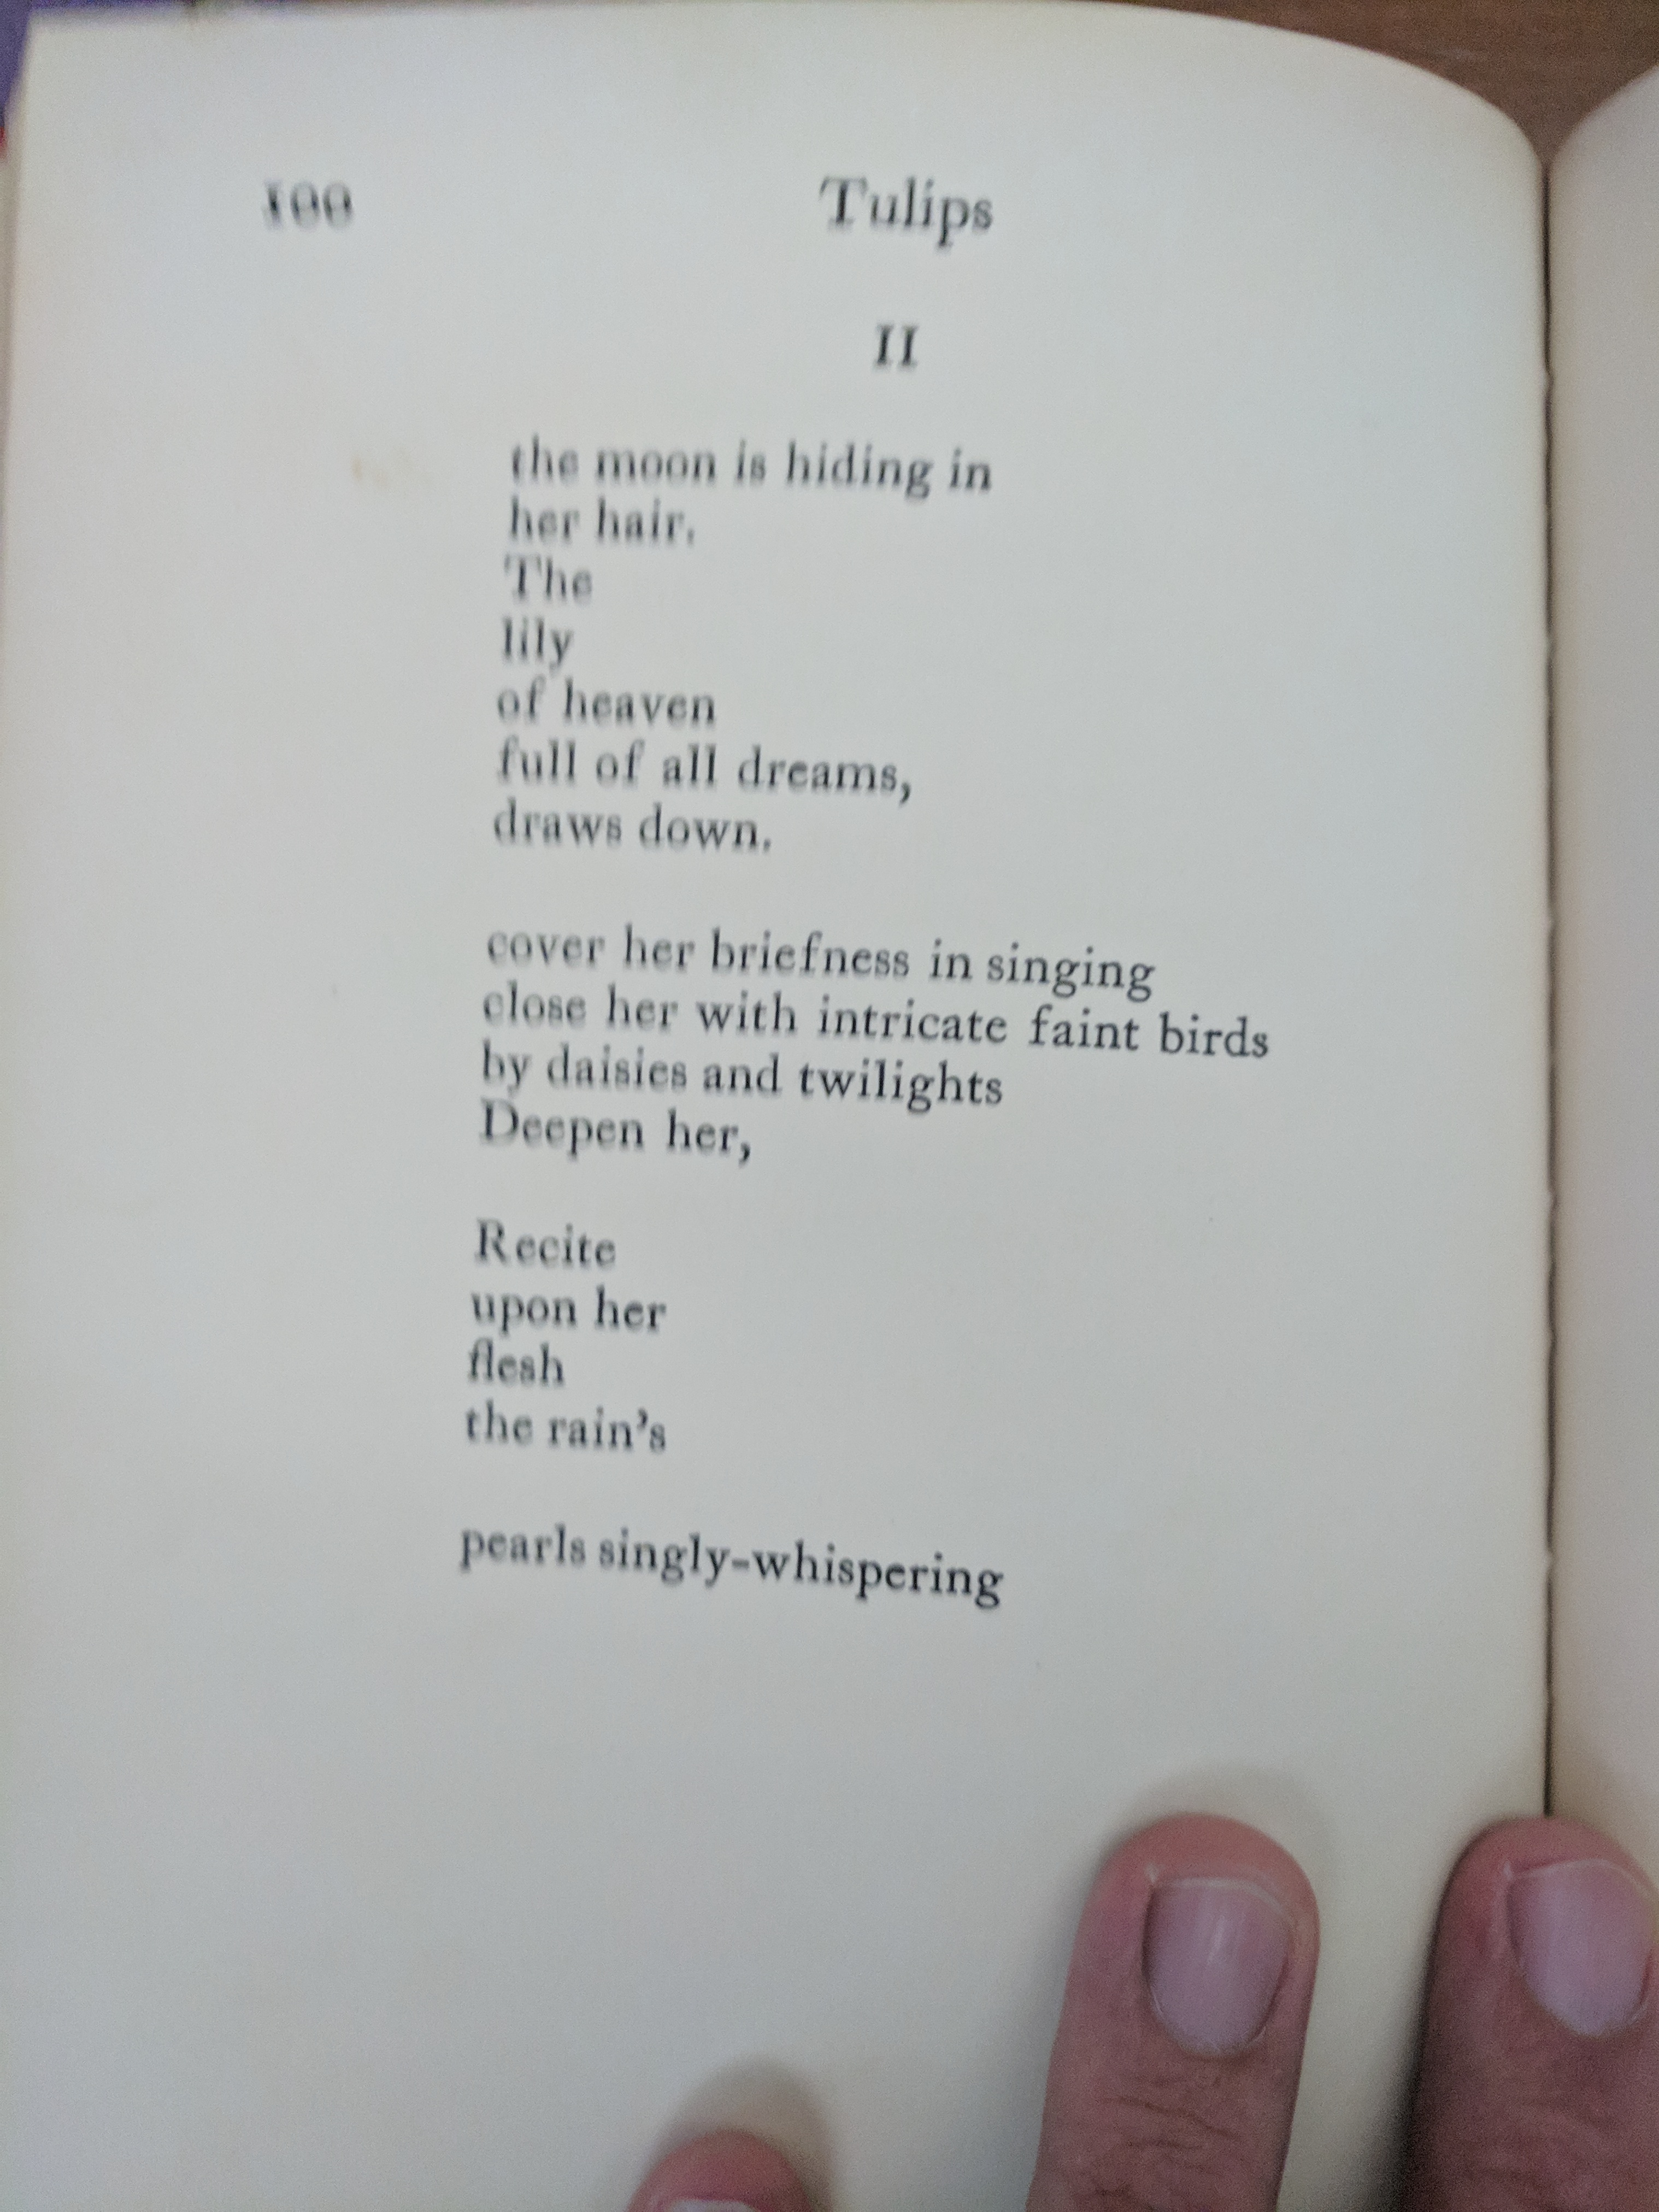 100
Tulips
II
the moon is hiding in
her hair.
The
lily
of heaven
full of all dreams,
draws down.
cover her briefness in singing
close her with intricate faint birds
by daisies and twilights
Deepen her,
Recite
upon her
flesh
the rain's
pearls singly-whispering